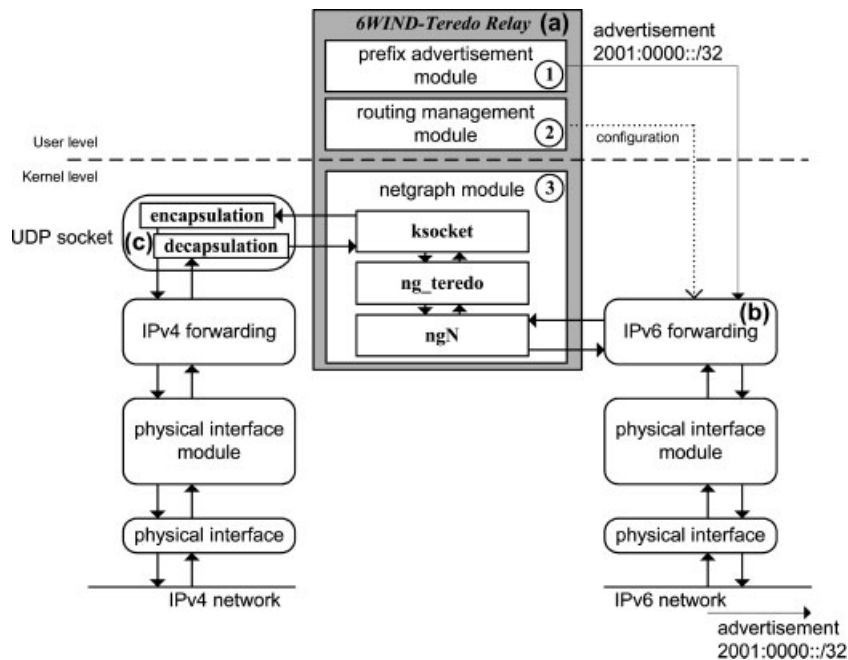 6WIND-Teredo Relay (a)
prefix advertisement
module
1
advertisement
2001:0000::/32
routing management
module
2
configuration
User level
Kernel level
netgraph module
3
UDP socket
(c)
encapsulation
decapsulation
ksocket
ng_teredo
ngN
IPv4 forwarding
(b)
IPv6 forwarding
physical interface
module
physical interface
module
physical interface
physical interface
IPv4 network
IPv6 network
advertisement
2001:0000::/32